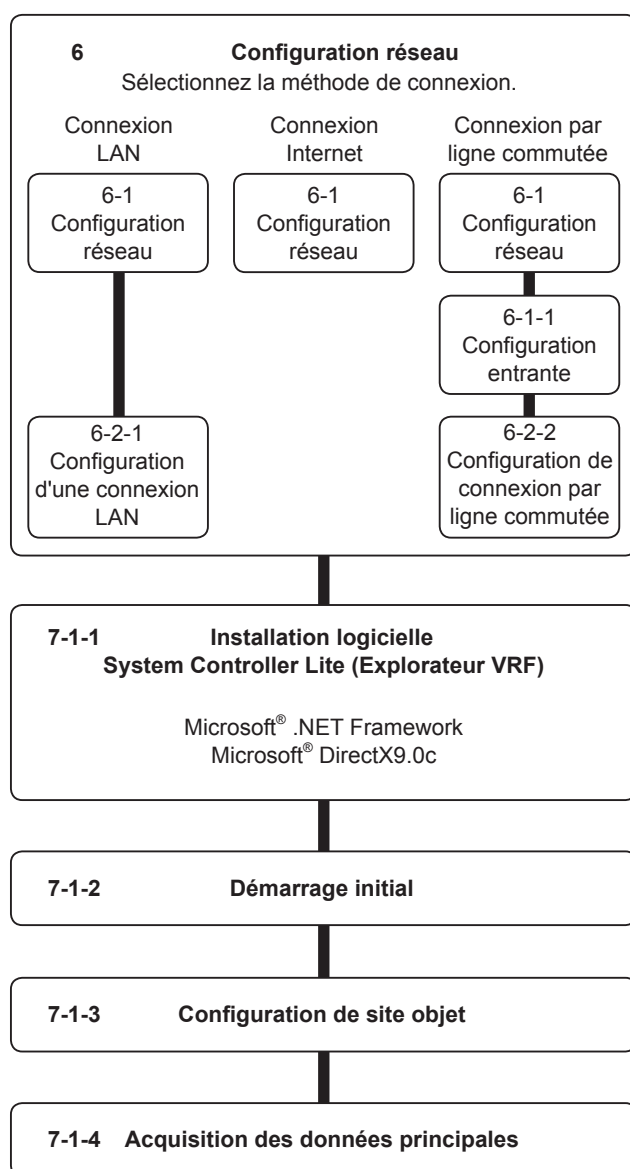 6 Configuration réseau
Sélectionnez la méthode de connexion.
Connexion
LAN
6-1
Configuration
réseau
6-2-1
Configuration
d'une connexion
LAN
Connexion
Internet
6-1
Configuration
réseau
Connexion par
ligne commutée
6-1
Configuration
réseau
6-1-1
Configuration
entrante
6-2-2
Configuration de
connexion par
ligne commutée
7-1-1 Installation logicielle
System Controller Lite (Explorateur VRF)
Microsoft® .NET Framework
Microsoft® DirectX9.0c
7-1-2 Démarrage initial
7-1-3 Configuration de site objet
7-1-4 Acquisition des données principales